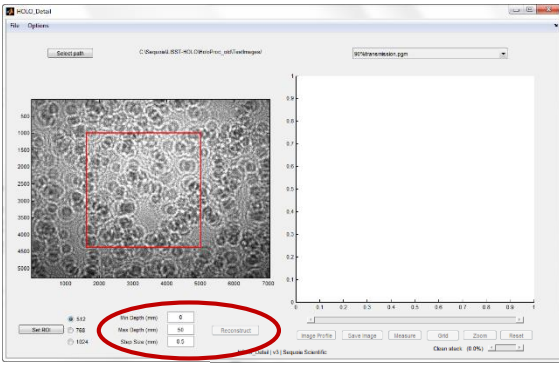 HOLO_Detail
File Options
Select path
90%transmission.pgm
500
1000
1500
2000
2500
3000
3500
4000
4500
5000
1000 2000 3000 4000 5000 6000 7000
1
0.9
0.8
0.7
0.6
0.5
0.4
0.3
0.2
0.1
0
0 0.1 0.2 0.3 0.4 0.5 0.6 0.7 0.8 0.9 1
Set ROI
512
768
1024
Min Depth (mm) 0
Max Depth (mm) 50
Step Size (mm) 0.5
Reconstruct
Image Profile Save Image Measure Grid Zoom Reset
Clean stack (0.0%)
_Detail | v3 | Sequoia Scientific